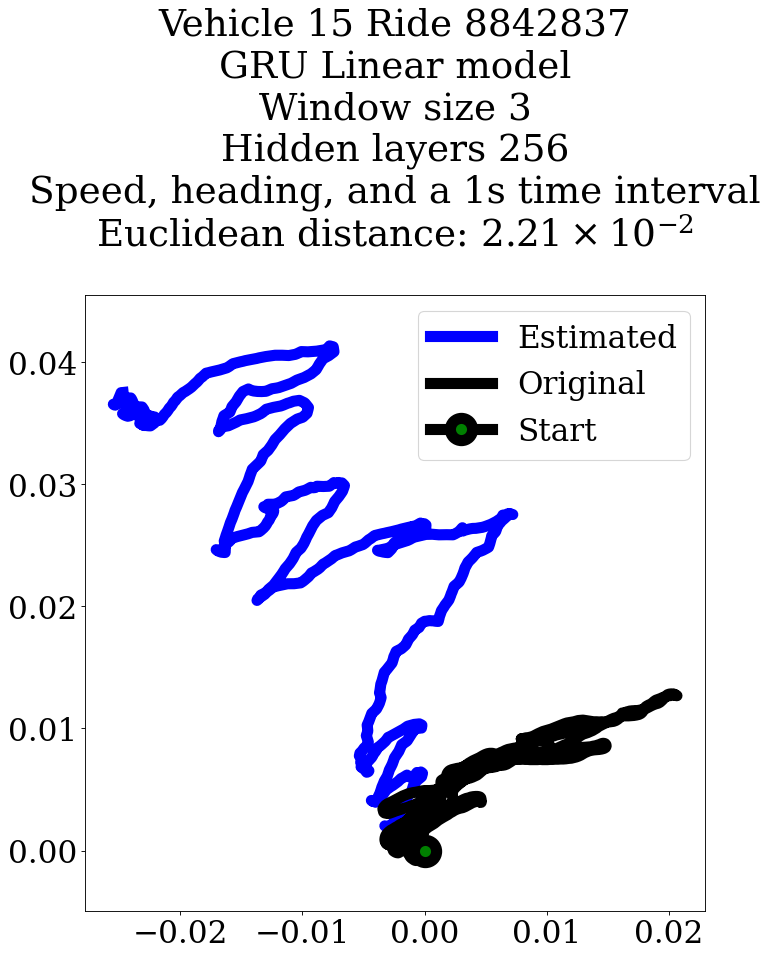 Vehicle 15 Ride 8842837
GRU Linear model
Window size 3
Hidden layers 256
Speed, heading, and a 1s time interval
Euclidean distance: 2.21 × 10⁻²
Estimated
Original
Start
0.04
0.03
0.02
0.01
0.00
−0.02 −0.01 0.00 0.01 0.02